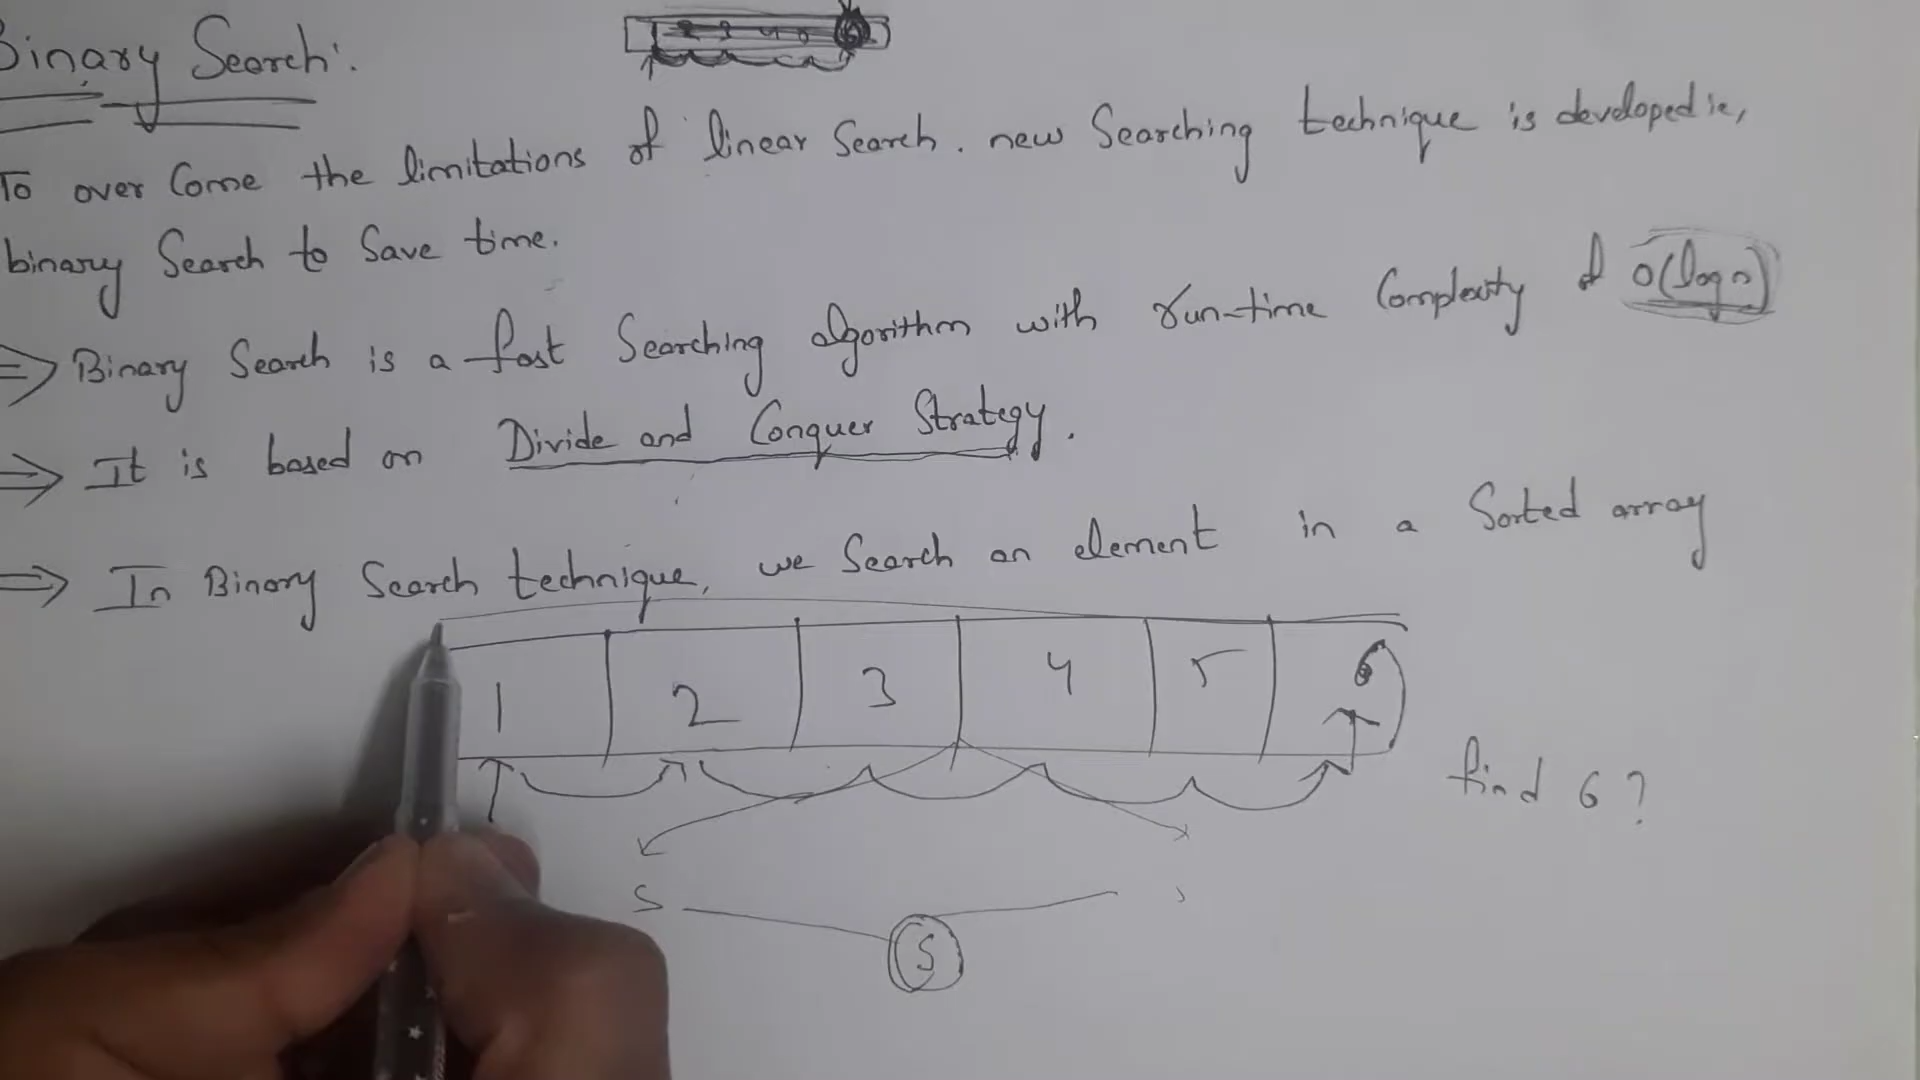 Binary Search:
To over Come the limitations of linear Search. new Searching technique is developed ie,
binary Search to Save time.
⇒ Binary Search is a fast Searching algorithm with run-time Complexity of O(log n)
⇒ It is based on Divide and Conquer Strategy.
⇒ In Binary Search technique, we Search an element in a Sorted array
1 2 3 4 5 6
find 6?
S
S